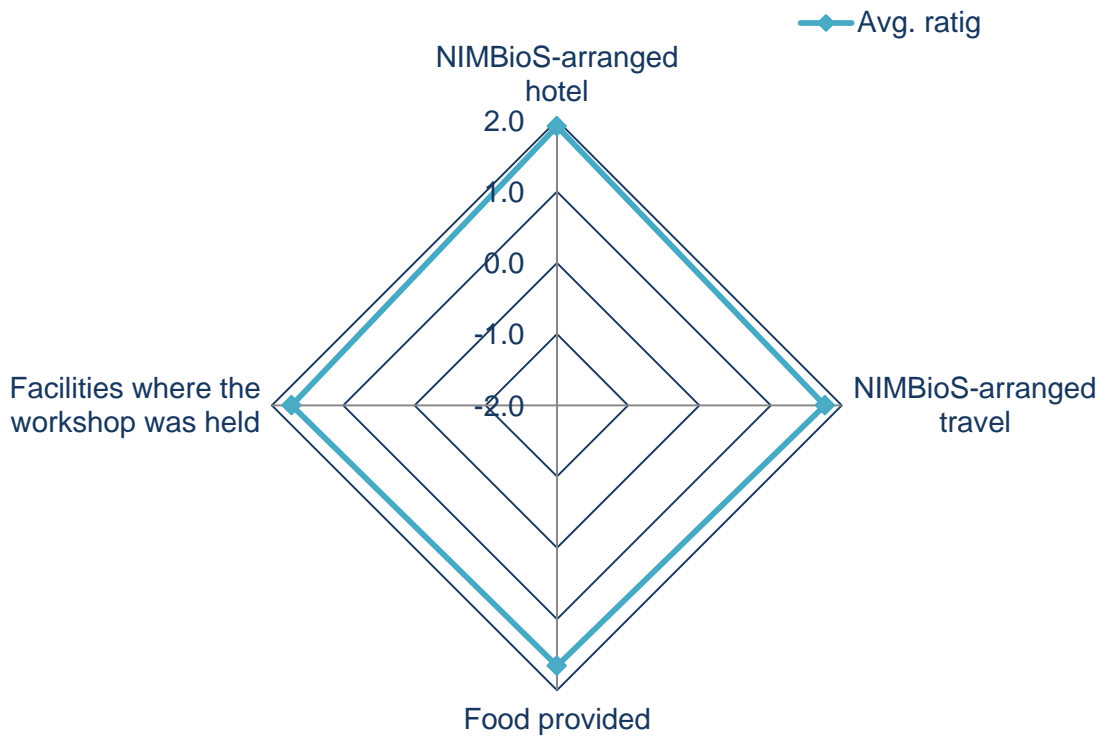 Avg. ratig
NIMBioS-arranged
hotel
2.0
1.0
0.0
-1.0
-2.0
Facilities where the
workshop was held
NIMBioS-arranged
travel
Food provided